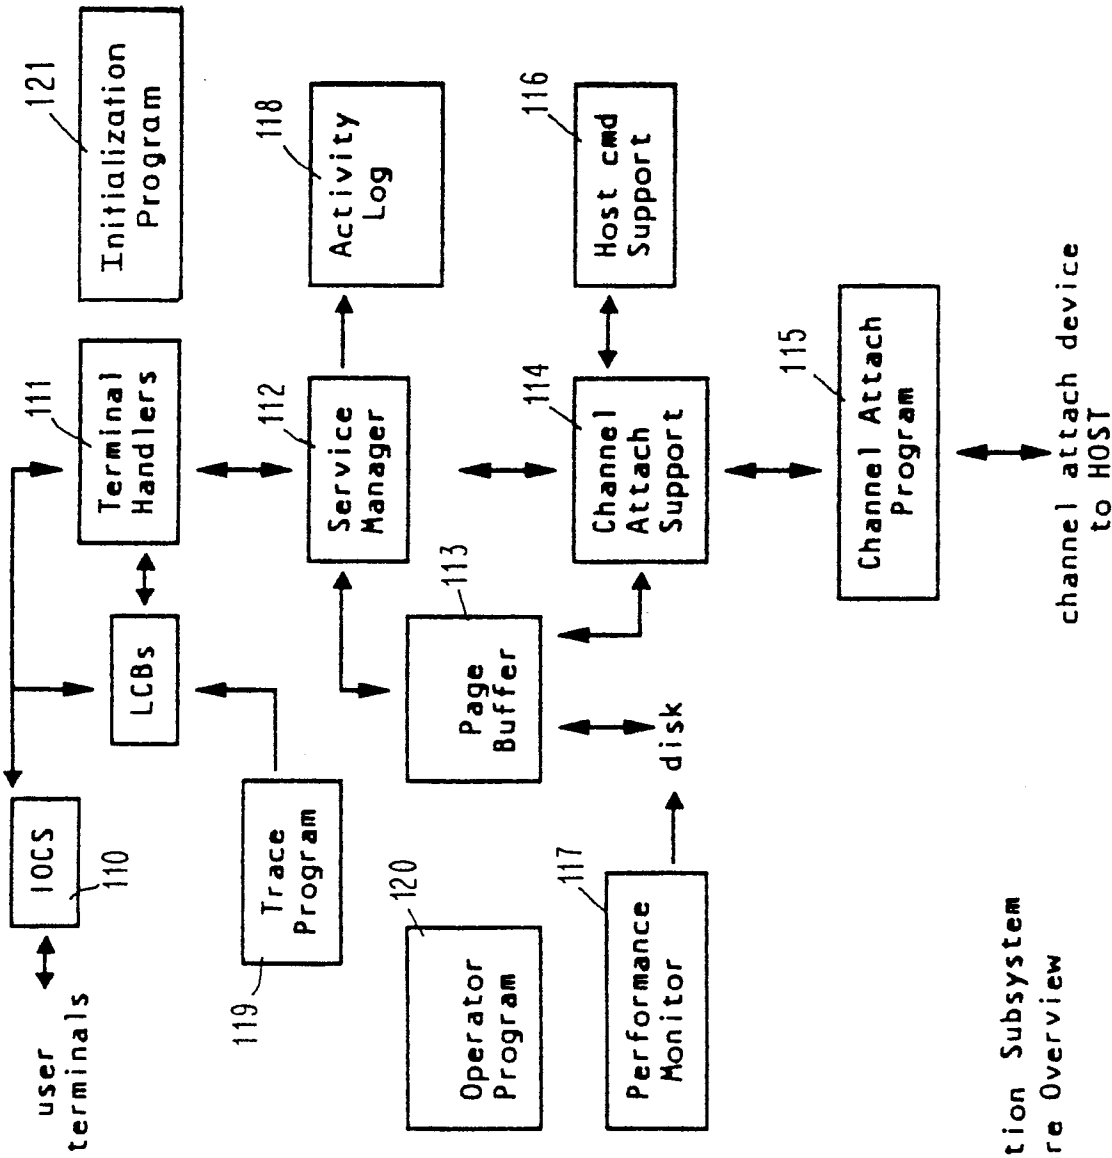 user
terminals
IOCS
110
LCBs
Terminal
Handlers
111
Initialization
Program
121
Trace
Program
119
Service
Manager
112
Activity
Log
118
Operator
Program
120
Page
Buffer
113
disk
Performance
Monitor
117
Channel
Attach
Support
114
Host cmd
Support
116
Channel Attach
Program
115
channel attach device
to HOST
tion Subsystem
re Overview